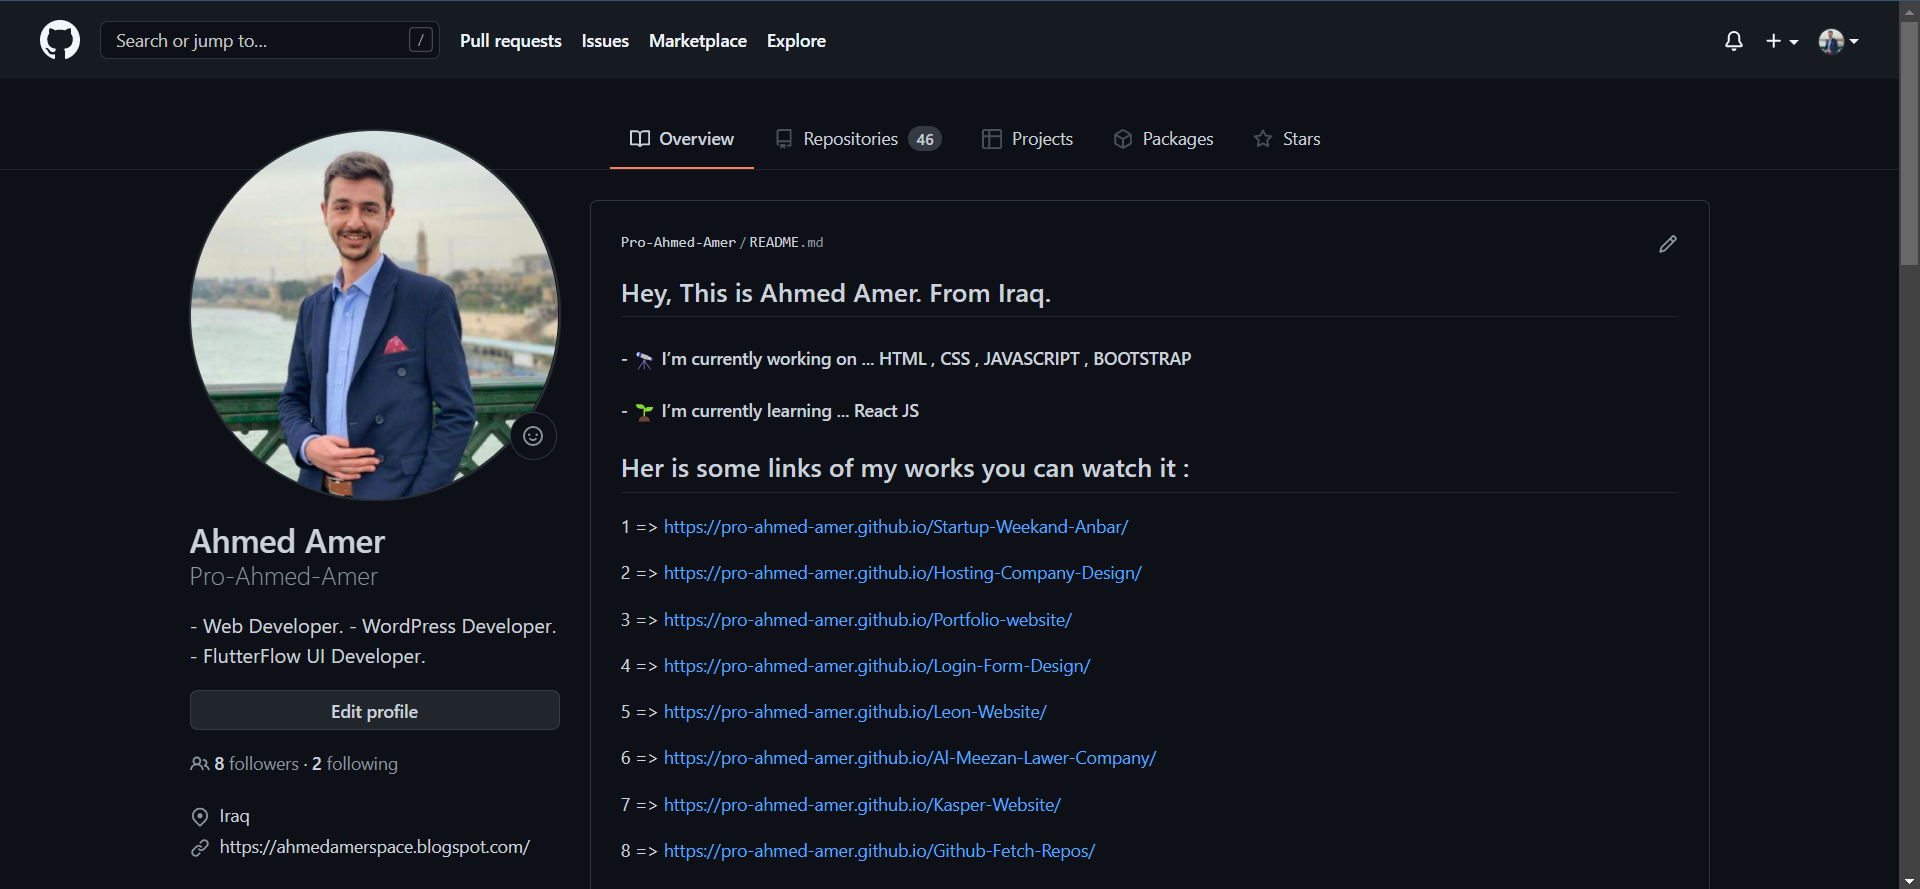 Search or jump to... /
Pull requests Issues Marketplace Explore
Overview Repositories 46 Projects Packages Stars
Ahmed Amer
Pro-Ahmed-Amer
- Web Developer. - WordPress Developer.
- FlutterFlow UI Developer.
Edit profile
8 followers · 2 following
Iraq
https://ahmedamerspace.blogspot.com/
Pro-Ahmed-Amer / README.md
Hey, This is Ahmed Amer. From Iraq.
- 🔭 I’m currently working on ... HTML , CSS , JAVASCRIPT , BOOTSTRAP
- 🌱 I’m currently learning ... React JS
Her is some links of my works you can watch it :
1 => https://pro-ahmed-amer.github.io/Startup-Weekand-Anbar/
2 => https://pro-ahmed-amer.github.io/Hosting-Company-Design/
3 => https://pro-ahmed-amer.github.io/Portfolio-website/
4 => https://pro-ahmed-amer.github.io/Login-Form-Design/
5 => https://pro-ahmed-amer.github.io/Leon-Website/
6 => https://pro-ahmed-amer.github.io/Al-Meezan-Lawer-Company/
7 => https://pro-ahmed-amer.github.io/Kasper-Website/
8 => https://pro-ahmed-amer.github.io/Github-Fetch-Repos/